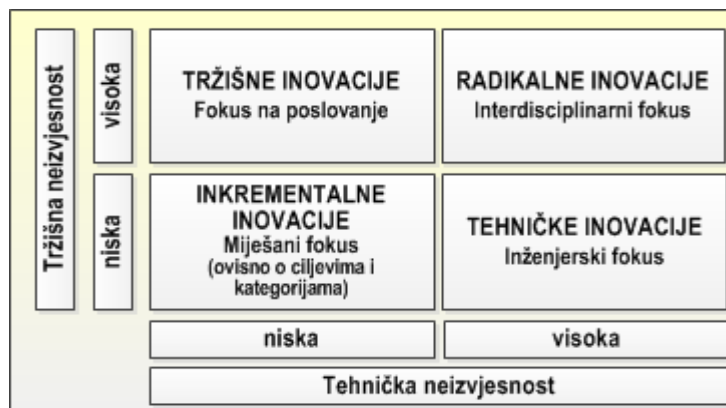 Tržišna neizvjesnost
visoka
TRŽIŠNE INOVACIJE
Fokus na poslovanje
RADIKALNE INOVACIJE
Interdisciplinarni fokus
niska
INKREMENTALNE
INOVACIJE
Miješani fokus
(ovisno o ciljevima i
kategorijama)
TEHNIČKE INOVACIJE
Inženjerski fokus
niska
visoka
Tehnička neizvjesnost